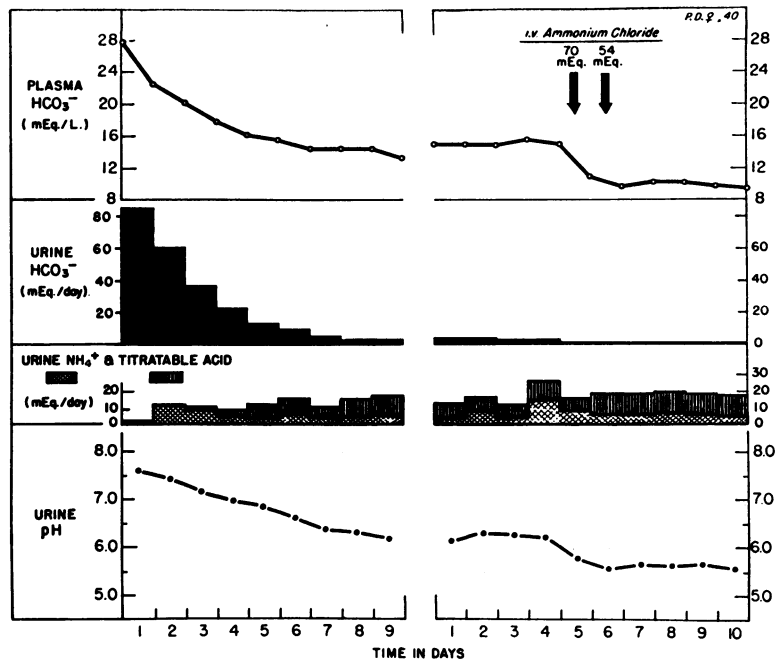 P.D.♀.40
i.v. Ammonium Chloride
70 54
mEq. mEq.
PLASMA
HCO3−
(mEq./L.)
28
24
20
16
12
8
28
24
20
16
12
8
URINE
HCO3−
(mEq./day).
80
60
40
20
80
60
40
20
0
URINE NH4+ & TITRATABLE ACID
(mEq./day)
20
10
0
30
20
10
0
URINE
pH
8.0
7.0
6.0
5.0
8.0
7.0
6.0
5.0
1 2 3 4 5 6 7 8 9
1 2 3 4 5 6 7 8 9 10
TIME IN DAYS